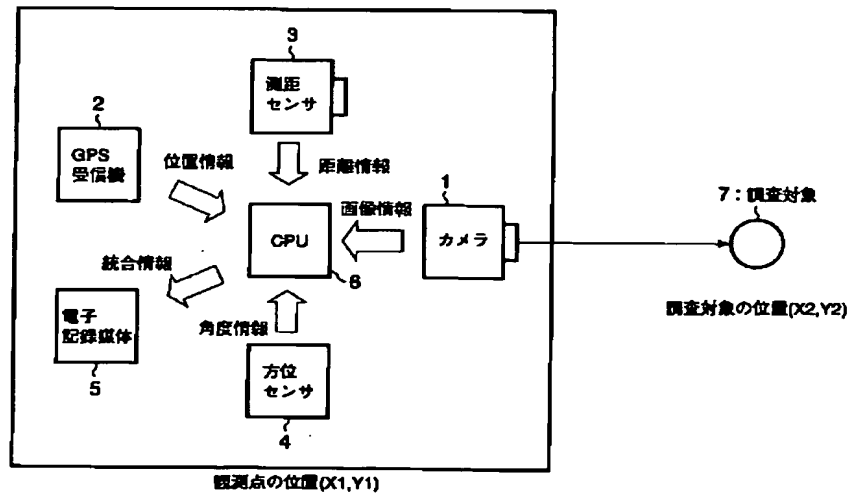 3
測距
センサ
2
GPS
受信機
位置情報
距離情報
1
画像情報
カメラ
CPU
6
7：調査対象
調査対象の位置(X2,Y2)
統合情報
電子
記録媒体
5
角度情報
方位
センサ
4
観測点の位置(X1,Y1)